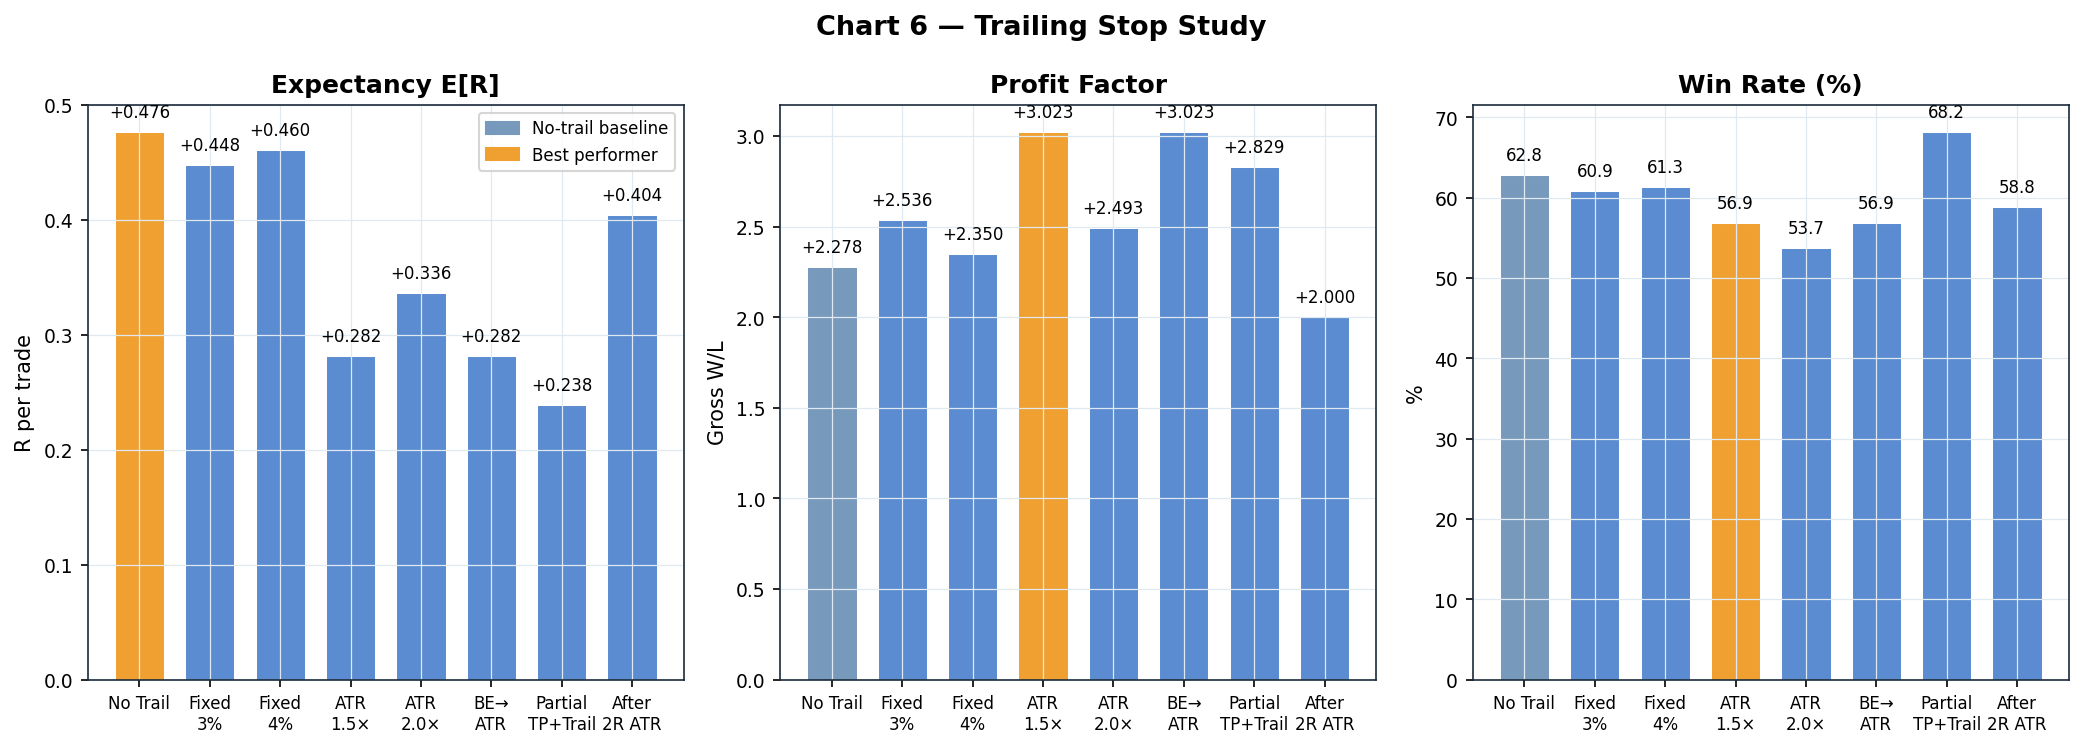 Chart 6 — Trailing Stop Study
Expectancy E[R]
R per trade
0.5
0.4
0.3
0.2
0.1
0.0
+0.476
+0.448
+0.460
+0.282
+0.336
+0.282
+0.238
+0.404
No-trail baseline
Best performer
No Trail
Fixed
3%
Fixed
4%
ATR
1.5×
ATR
2.0×
BE→
ATR
Partial
TP+Trail
After
2R ATR
Profit Factor
Gross W/L
3.0
2.5
2.0
1.5
1.0
0.5
0.0
+2.278
+2.536
+2.350
+3.023
+2.493
+3.023
+2.829
+2.000
No Trail
Fixed
3%
Fixed
4%
ATR
1.5×
ATR
2.0×
BE→
ATR
Partial
TP+Trail
After
2R ATR
Win Rate (%)
%
70
60
50
40
30
20
10
0
62.8
60.9
61.3
56.9
53.7
56.9
68.2
58.8
No Trail
Fixed
3%
Fixed
4%
ATR
1.5×
ATR
2.0×
BE→
ATR
Partial
TP+Trail
After
2R ATR